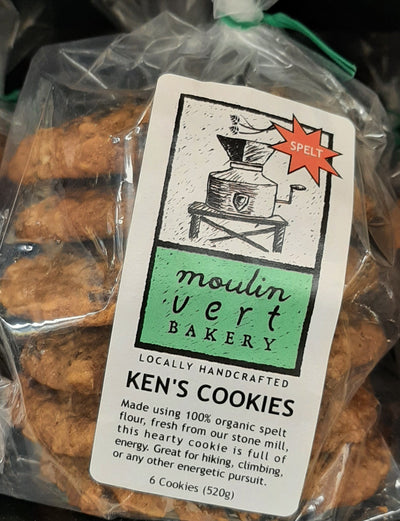 SPELT
moulin
vert
BAKERY
LOCALLY HANDCRAFTED
KEN'S COOKIES
Made using 100% organic spelt
flour, fresh from our stone mill,
this hearty cookie is full of
energy. Great for hiking, climbing,
or any other energetic pursuit.
6 Cookies (520g)